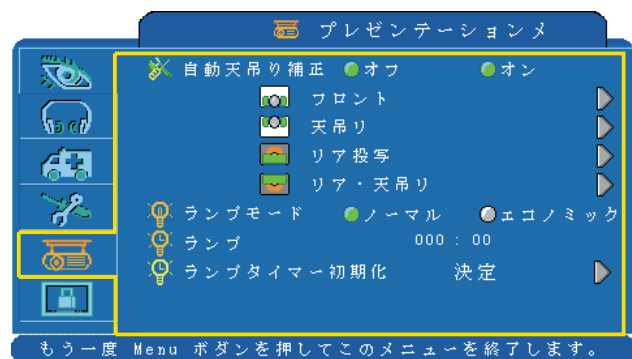 プレゼンテーションメ
自動天吊り補正 オフ オン
フロント
天吊り
リア投写
リア・天吊り
ランプモード ノーマル エコノミック
ランプ 000 : 00
ランプタイマー初期化 決定
もう一度 Menu ボタンを押してこのメニューを終了します。